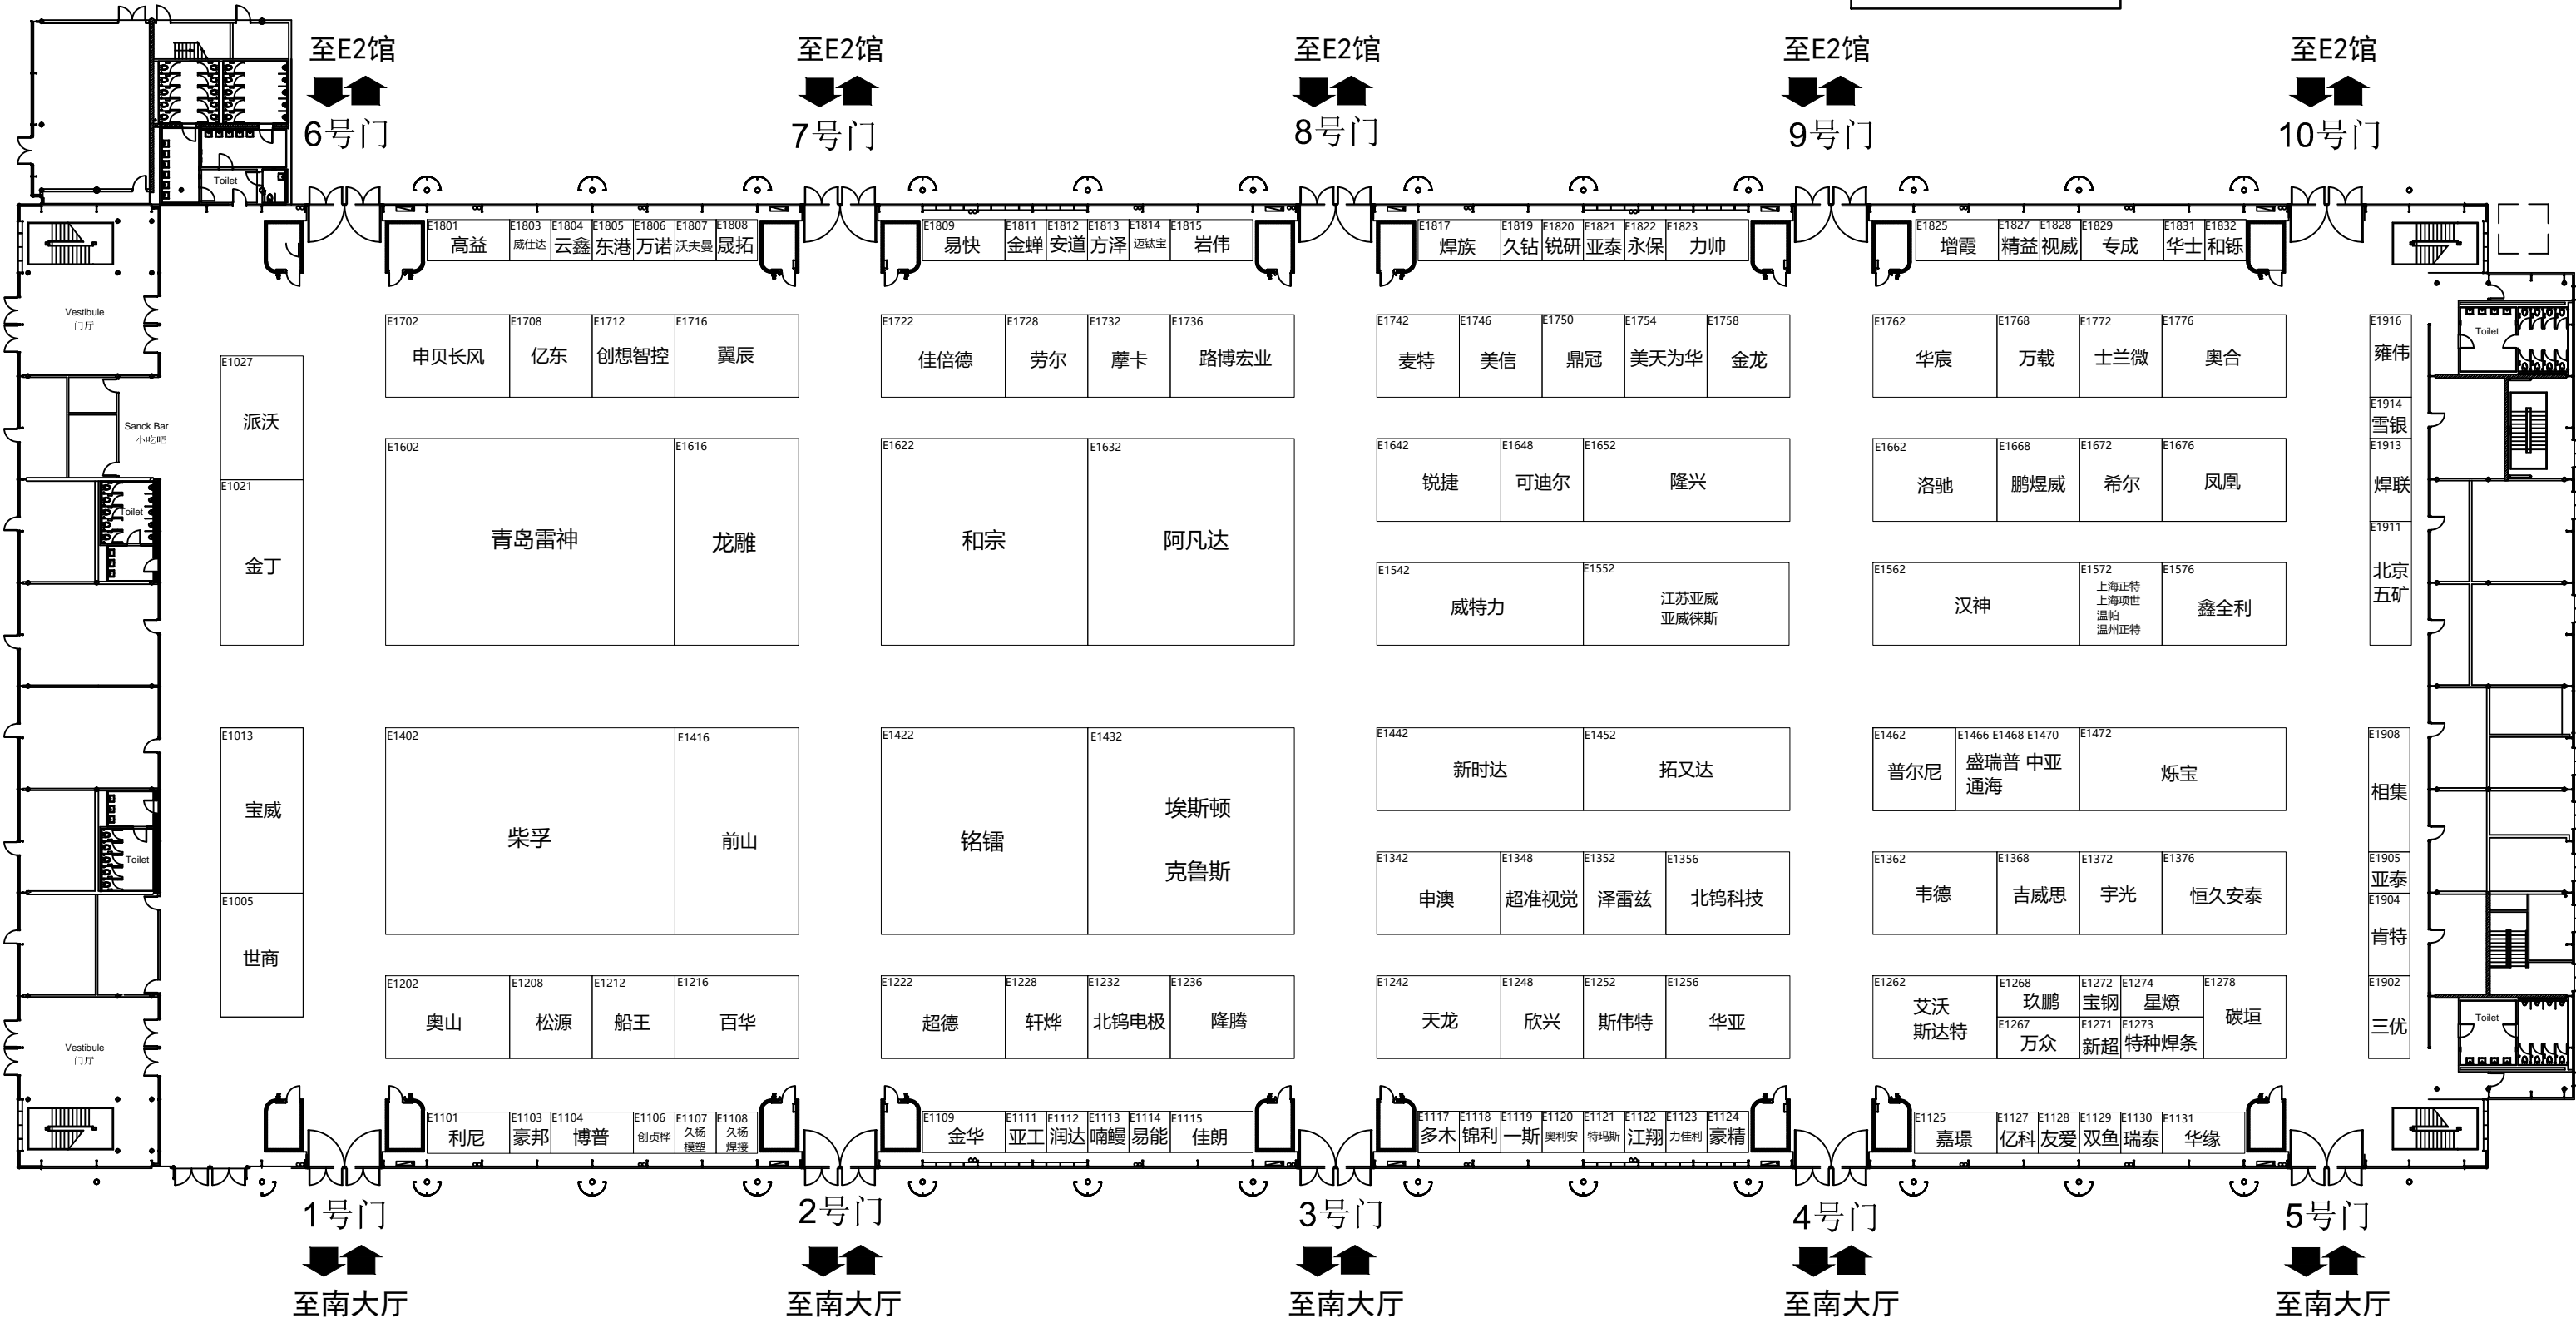 至E2馆
至E2馆
至E2馆
至E2馆
至E2馆
6号门
7号门
8号门
9号门
10号门
Toilet
E1801
高益
E1803
威仕达
E1804
云鑫
E1805
东港
E1806
万诺
E1807
沃夫曼
E1808
晟拓
E1809
易快
E1811
金蝉
E1812
安道
E1813
方泽
E1814
迈钛宝
E1815
岩伟
E1817
焊族
E1819
久钻
E1820
锐研
E1821
亚泰
E1822
永保
E1823
力帅
E1825
增霞
E1827
精益
E1828
视威
E1829
专成
E1831
华士
E1832
和铄
Vestibule
门厅
E1702
申贝长风
E1708
亿东
E1712
创想智控
E1716
翼辰
E1722
佳倍德
E1728
劳尔
E1732
摩卡
E1736
路博宏业
E1742
麦特
E1746
美信
E1750
鼎冠
E1754
美天为华
E1758
金龙
E1762
华宸
E1768
万载
E1772
士兰微
E1776
奥合
E1916
雍伟
Toilet
E1027
派沃
Sanck Bar
小吃吧
E1914
雪银
E1602
青岛雷神
E1616
龙雕
E1622
和宗
E1632
阿凡达
E1642
锐捷
E1648
可迪尔
E1652
隆兴
E1662
洛驰
E1668
鹏煜威
E1672
希尔
E1676
凤凰
E1913
焊联
E1021
金丁
Toilet
E1911
北京
五矿
E1542
威特力
E1552
江苏亚威
亚威徕斯
E1562
汉神
E1572
上海正特
上海项世
温帕
温州正特
E1576
鑫全利
E1013
宝威
E1402
柴孚
E1416
前山
E1422
铭镭
E1432
埃斯顿
克鲁斯
E1442
新时达
E1452
拓又达
E1462
普尔尼
E1466 E1468 E1470
盛瑞普 中亚
通海
E1472
烁宝
E1908
相集
Toilet
E1342
申澳
E1348
超准视觉
E1352
泽雷兹
E1356
北钨科技
E1362
韦德
E1368
吉威思
E1372
宇光
E1376
恒久安泰
E1905
亚泰
E1904
肯特
E1005
世商
E1202
奥山
E1208
松源
E1212
船王
E1216
百华
E1222
超德
E1228
轩烨
E1232
北钨电极
E1236
隆腾
E1242
天龙
E1248
欣兴
E1252
斯伟特
E1256
华亚
E1262
艾沃
斯达特
E1268
玖鹏
E1272
宝钢
E1274
星燎
E1278
碳垣
E1267
万众
E1271
新超
E1273
特种焊条
E1902
三优
Toilet
Vestibule
门厅
E1101
利尼
E1103
豪邦
E1104
博普
E1106
创贞桦
E1107
久杨
模塑
E1108
久杨
焊接
E1109
金华
E1111
亚工
E1112
润达
E1113
喃鳗
E1114
易能
E1115
佳朗
E1117
多木
E1118
锦利
E1119
一斯
E1120
奥利安
E1121
特玛斯
E1122
江翔
E1123
力佳利
E1124
豪精
E1125
嘉璟
E1127
亿科
E1128
友爱
E1129
双鱼
E1130
瑞泰
E1131
华缘
1号门
2号门
3号门
4号门
5号门
至南大厅
至南大厅
至南大厅
至南大厅
至南大厅